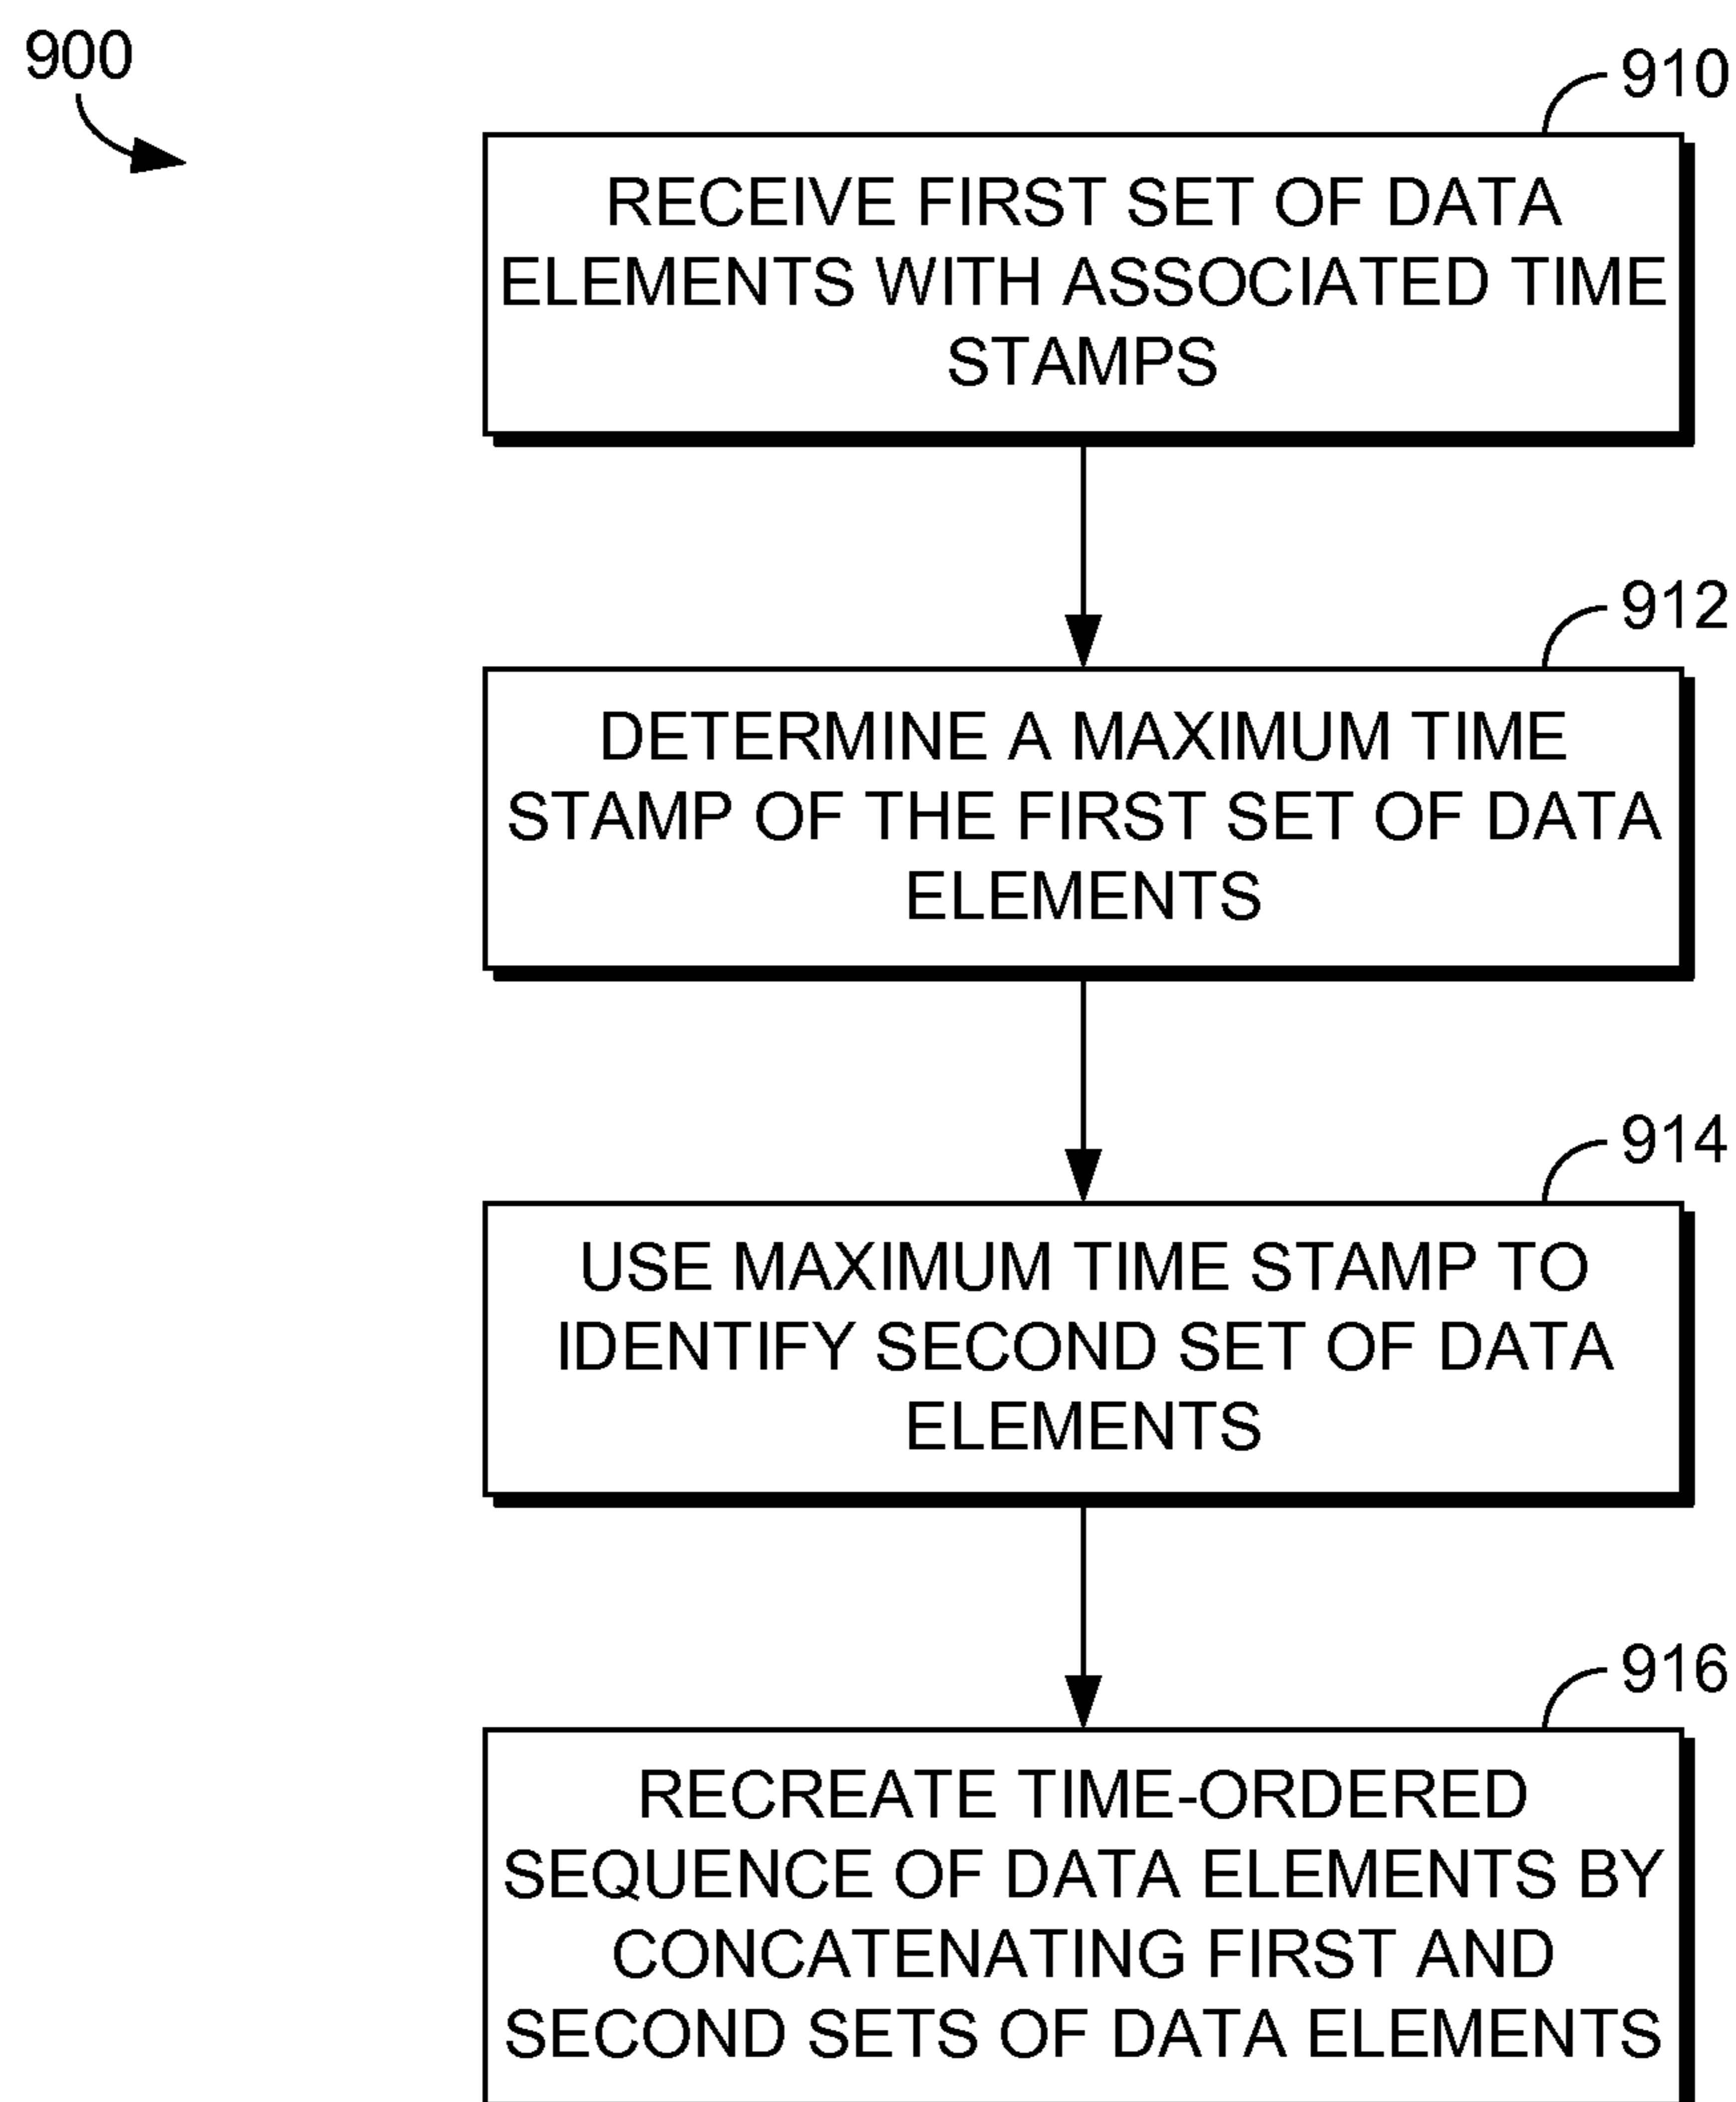 900
910
RECEIVE FIRST SET OF DATA
ELEMENTS WITH ASSOCIATED TIME
STAMPS
912
DETERMINE A MAXIMUM TIME
STAMP OF THE FIRST SET OF DATA
ELEMENTS
914
USE MAXIMUM TIME STAMP TO
IDENTIFY SECOND SET OF DATA
ELEMENTS
916
RECREATE TIME-ORDERED
SEQUENCE OF DATA ELEMENTS BY
CONCATENATING FIRST AND
SECOND SETS OF DATA ELEMENTS